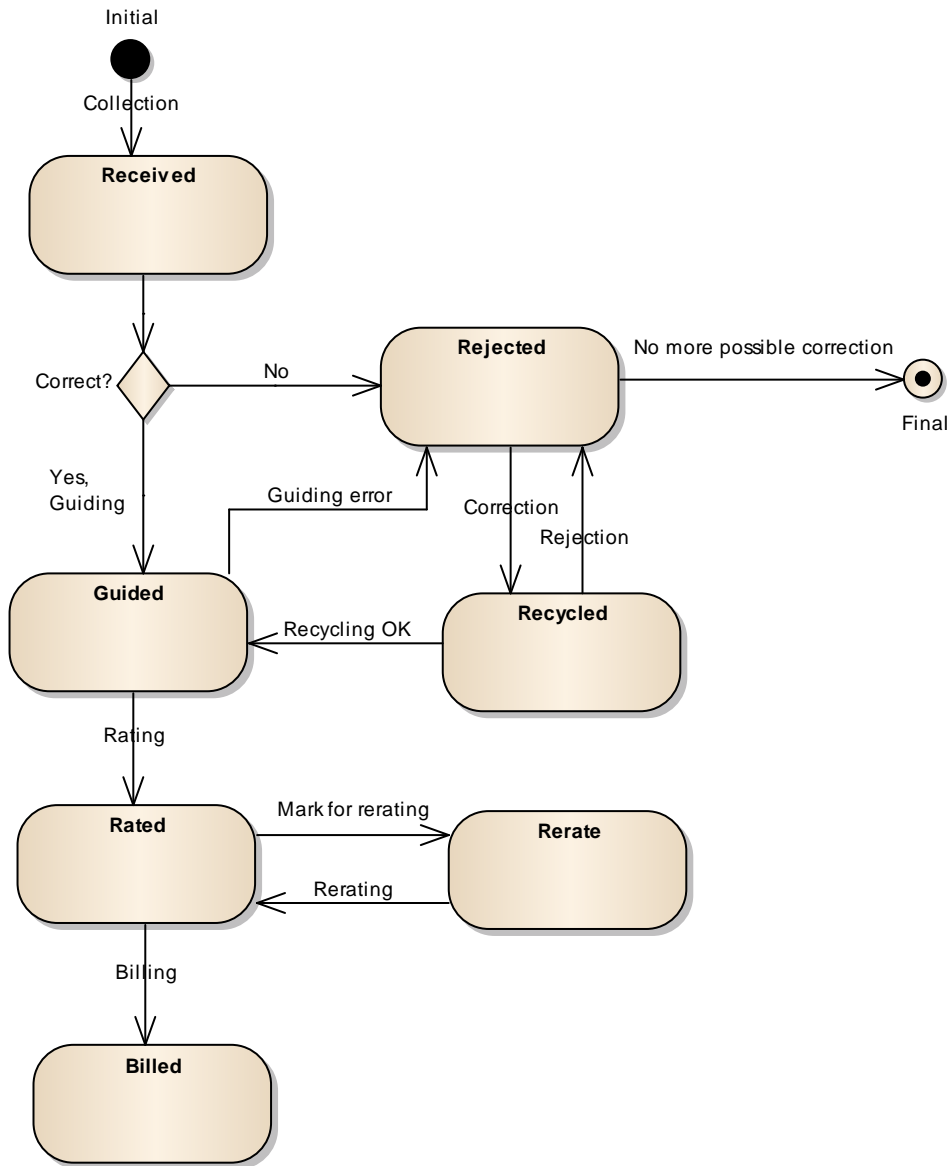 Initial
Collection
Received
Correct?
No
Rejected
No more possible correction
Final
Yes,
Guiding
Guiding error
Correction
Rejection
Guided
Recycling OK
Recycled
Rating
Rated
Mark for rerating
Rerate
Rerating
Billing
Billed